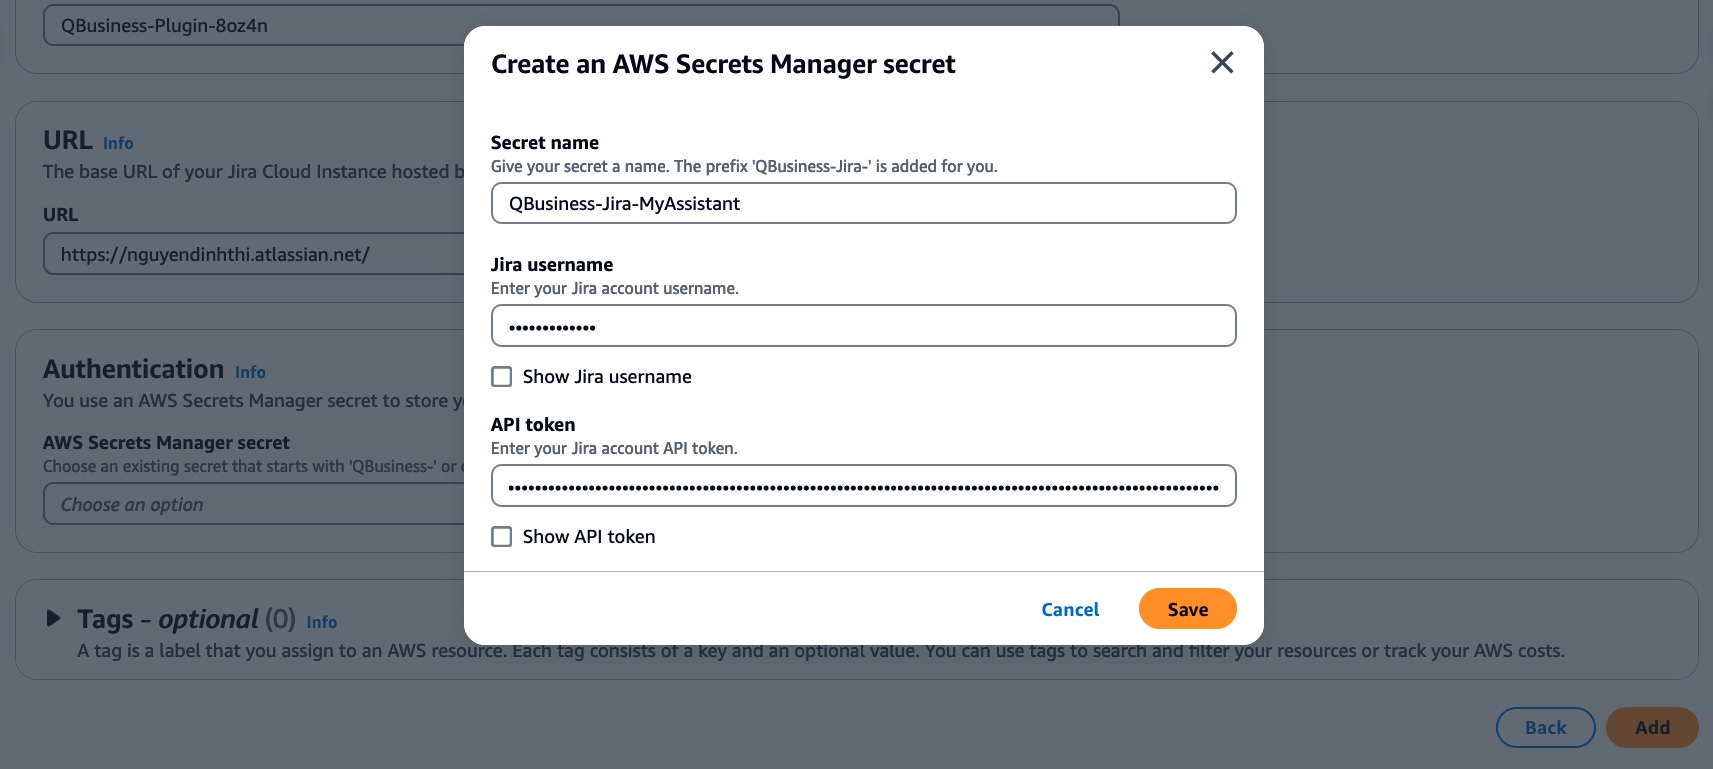 QBusiness-Plugin-8oz4n
Create an AWS Secrets Manager secret
URL Info
The base URL of your Jira Cloud Instance hosted b
URL
https://nguyendinhthi.atlassian.net/
Authentication Info
You use an AWS Secrets Manager secret to store yo
AWS Secrets Manager secret
Choose an existing secret that starts with 'QBusiness-' or c
Choose an option
Secret name
Give your secret a name. The prefix 'QBusiness-Jira-' is added for you.
QBusiness-Jira-MyAssistant
Jira username
Enter your Jira account username.
Show Jira username
API token
Enter your Jira account API token.
Show API token
Cancel Save
Tags - optional (0) Info
A tag is a label that you assign to an AWS resource. Each tag consists of a key and an optional value. You can use tags to search and filter your resources or track your AWS costs.
Back Add